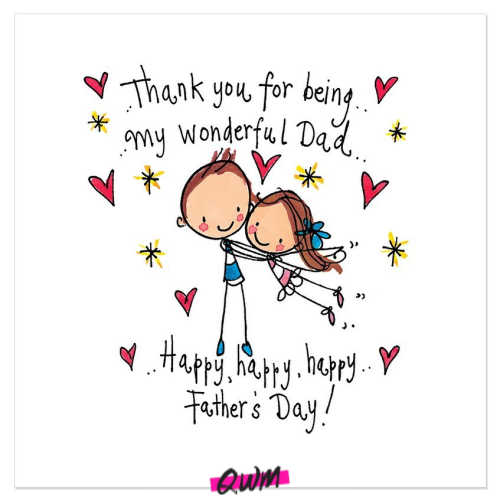 ..Thank you for being..
..my wonderful Dad..
..Happy, happy, happy..
Father's Day!
QWM